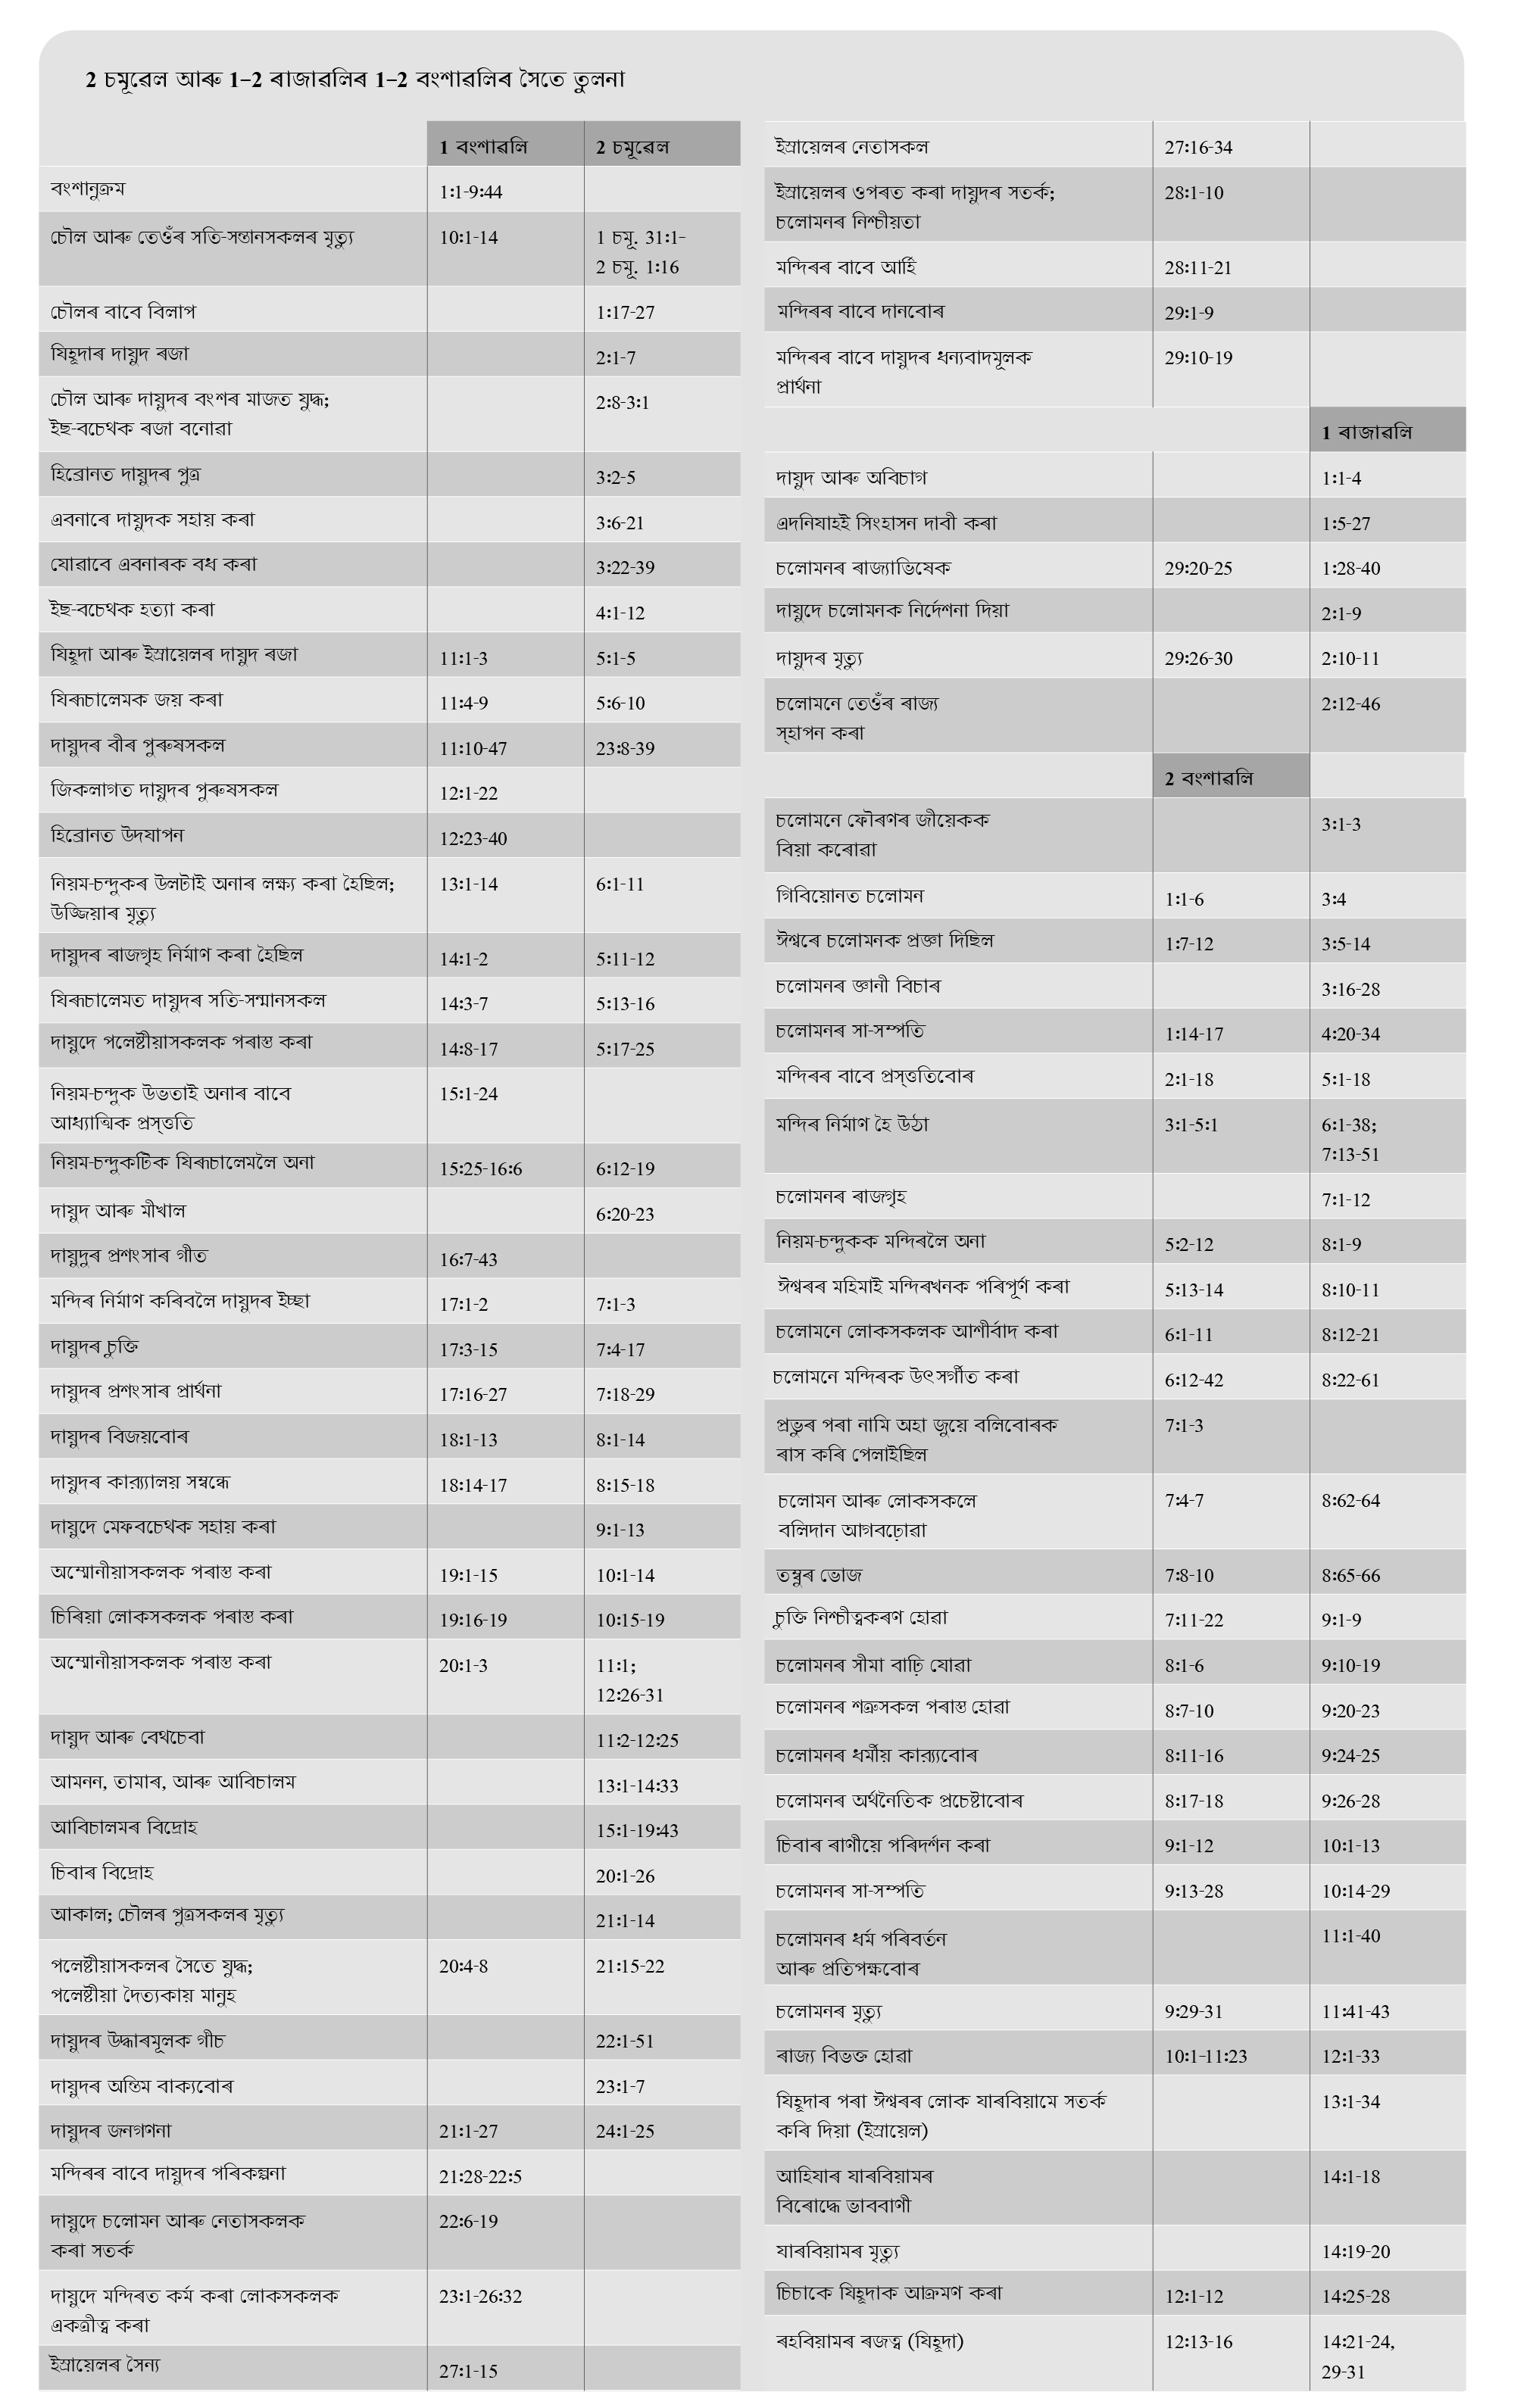 2 চমূৱেল আৰু 1–2 ৰাজাৱলিৰ 1–2 বংশাৱলিৰ সৈতে তুলনা
1 বংশাৱলি 2 চমূৱেল
বংশানুক্ৰম 1:1-9:44
চৌল আৰু তেওঁৰ সতি-সন্তানসকলৰ মৃত্যু 10:1-14 1 চমূ. 31:1-
2 চমূ. 1:16
চৌলৰ বাবে বিলাপ 1:17-27
যিহূদাৰ দায়ুদ ৰজা 2:1-7
চৌল আৰু দায়ুদৰ বংশৰ মাজত যুদ্ধ; 2:8-3:1
ইছ-বচেথক ৰজা বনোৱা
হিব্ৰোনত দায়ুদৰ পুত্ৰ 3:2-5
এবনাৰে দায়ুদক সহায় কৰা 3:6-21
যোৱাবে এবনাৰক বধ কৰা 3:22-39
ইছ-বচেথক হত্যা কৰা 4:1-12
যিহূদা আৰু ইস্ৰায়েলৰ দায়ুদ ৰজা 11:1-3 5:1-5
যিৰূচালেমক জয় কৰা 11:4-9 5:6-10
দায়ুদৰ বীৰ পুৰুষসকল 11:10-47 23:8-39
জিকলাগত দায়ুদৰ পুৰুষসকল 12:1-22
হিব্ৰোনত উদযাপন 12:23-40
নিয়ম-চন্দুকৰ উলটাই অনাৰ লক্ষ্য কৰা হৈছিল; 13:1-14 6:1-11
উজ্জিয়াৰ মৃত্যু
দায়ুদৰ ৰাজগৃহ নিৰ্মাণ কৰা হৈছিল 14:1-2 5:11-12
যিৰূচালেমত দায়ুদৰ সতি-সন্মানসকল 14:3-7 5:13-16
দায়ুদে পলেষ্টীয়াসকলক পৰাস্ত কৰা 14:8-17 5:17-25
নিয়ম-চন্দুক উভতাই অনাৰ বাবে 15:1-24
আধ্যাত্মিক প্ৰস্ত্ততি
নিয়ম-চন্দুকটিক যিৰূচালেমলৈ অনা 15:25-16:6 6:12-19
দায়ুদ আৰু মীখাল 6:20-23
দায়ুদুৰ প্ৰশংসাৰ গীত 16:7-43
মন্দিৰ নিৰ্মাণ কৰিবলৈ দায়ুদৰ ইচ্ছা 17:1-2 7:1-3
দায়ুদৰ চুক্তি 17:3-15 7:4-17
দায়ুদৰ প্ৰশংসাৰ প্ৰাৰ্থনা 17:16-27 7:18-29
দায়ুদৰ বিজয়বোৰ 18:1-13 8:1-14
দায়ুদৰ কাৰ্য্যালয় সম্বন্ধে 18:14-17 8:15-18
দায়ুদে মেফবচেথক সহায় কৰা 9:1-13
অম্মোনীয়াসকলক পৰাস্ত কৰা 19:1-15 10:1-14
চিৰিয়া লোকসকলক পৰাস্ত কৰা 19:16-19 10:15-19
অম্মোনীয়াসকলক পৰাস্ত কৰা 20:1-3 11:1;
12:26-31
দায়ুদ আৰু বেথচেবা 11:2-12:25
আমনন, তামাৰ, আৰু আবিচালম 13:1-14:33
আবিচালমৰ বিদ্ৰোহ 15:1-19:43
চিবাৰ বিদ্ৰোহ 20:1-26
আকাল; চৌলৰ পুত্ৰসকলৰ মৃত্যু 21:1-14
পলেষ্টীয়াসকলৰ সৈতে যুদ্ধ; 20:4-8 21:15-22
পলেষ্টীয়া দৈত্যকায় মানুহ
দায়ুদৰ উদ্ধাৰমূলক গীচ 22:1-51
দায়ুদৰ অন্তিম বাক্যবোৰ 23:1-7
দায়ুদৰ জনগণনা 21:1-27 24:1-25
মন্দিৰৰ বাবে দায়ুদৰ পৰিকল্পনা 21:28-22:5
দায়ুদে চলোমন আৰু নেতাসকলক 22:6-19
কৰা সতৰ্ক
দায়ুদে মন্দিৰত কৰ্ম কৰা লোকসকলক 23:1-26:32
একত্ৰীত্ব কৰা
ইস্ৰায়েলৰ সৈন্য 27:1-15
ইস্ৰায়েলৰ নেতাসকল 27:16-34
ইস্ৰায়েলৰ ওপৰত কৰা দায়ুদৰ সতৰ্ক; 28:1-10
চলোমনৰ নিশ্চীয়তা
মন্দিৰৰ বাবে আৰ্হি 28:11-21
মন্দিৰৰ বাবে দানবোৰ 29:1-9
মন্দিৰৰ বাবে দায়ুদৰ ধন্যবাদমূলক 29:10-19
প্ৰাৰ্থনা
1 ৰাজাৱলি
দায়ুদ আৰু অবিচাগ 1:1-4
এদনিযাহই সিংহাসন দাবী কৰা 1:5-27
চলোমনৰ ৰাজ্যাভিষেক 29:20-25 1:28-40
দায়ুদে চলোমনক নিৰ্দেশনা দিয়া 2:1-9
দায়ুদৰ মৃত্যু 29:26-30 2:10-11
চলোমনে তেওঁৰ ৰাজ্য 2:12-46
স্হাপন কৰা
2 বংশাৱলি
চলোমনে ফৌৰণৰ জীয়েকক 3:1-3
বিয়া কৰোৱা
গিবিয়োনত চলোমন 1:1-6 3:4
ঈশ্বৰে চলোমনক প্ৰজ্ঞা দিছিল 1:7-12 3:5-14
চলোমনৰ জ্ঞানী বিচাৰ 3:16-28
চলোমনৰ সা-সম্পতি 1:14-17 4:20-34
মন্দিৰৰ বাবে প্ৰস্ত্ততিবোৰ 2:1-18 5:1-18
মন্দিৰ নিৰ্মাণ হৈ উঠা 3:1-5:1 6:1-38;
7:13-51
চলোমনৰ ৰাজগৃহ 7:1-12
নিয়ম-চন্দুকক মন্দিৰলৈ অনা 5:2-12 8:1-9
ঈশ্বৰৰ মহিমাই মন্দিৰখনক পৰিপূৰ্ণ কৰা 5:13-14 8:10-11
চলোমনে লোকসকলক আশীৰ্বাদ কৰা 6:1-11 8:12-21
চলোমনে মন্দিৰক উৎসৰ্গীত কৰা 6:12-42 8:22-61
প্ৰভুৰ পৰা নামি অহা জুয়ে বলিবোৰক 7:1-3
ৰাস কৰি পেলাইছিল
চলোমন আৰু লোকসকলে 7:4-7 8:62-64
বলিদান আগবঢ়োৱা
তম্বুৰ ভোজ 7:8-10 8:65-66
চুক্তি নিশ্চীত্বকৰণ হোৱা 7:11-22 9:1-9
চলোমনৰ সীমা বাঢ়ি যোৱা 8:1-6 9:10-19
চলোমনৰ শত্ৰুসকল পৰাস্ত হোৱা 8:7-10 9:20-23
চলোমনৰ ধৰ্মীয় কাৰ্য্যবোৰ 8:11-16 9:24-25
চলোমনৰ অৰ্থনৈতিক প্ৰচেষ্টাবোৰ 8:17-18 9:26-28
চিবাৰ ৰাণীয়ে পৰিদৰ্শন কৰা 9:1-12 10:1-13
চলোমনৰ সা-সম্পতি 9:13-28 10:14-29
চলোমনৰ ধৰ্ম পৰিবৰ্তন 11:1-40
আৰু প্ৰতিপক্ষবোৰ
চলোমনৰ মৃত্যু 9:29-31 11:41-43
ৰাজ্য বিভক্ত হোৱা 10:1-11:23 12:1-33
যিহূদাৰ পৰা ঈশ্বৰৰ লোক যাৰবিয়ামে সতৰ্ক 13:1-34
কৰি দিয়া (ইস্ৰায়েল)
আহিযাৰ যাৰবিয়ামৰ 14:1-18
বিৰোদ্ধে ভাববাণী
যাৰবিয়ামৰ মৃত্যু 14:19-20
চিচাকে যিহূদাক আক্ৰমণ কৰা 12:1-12 14:25-28
ৰহবিয়ামৰ ৰজত্ব (যিহূদা) 12:13-16 14:21-24,
29-31